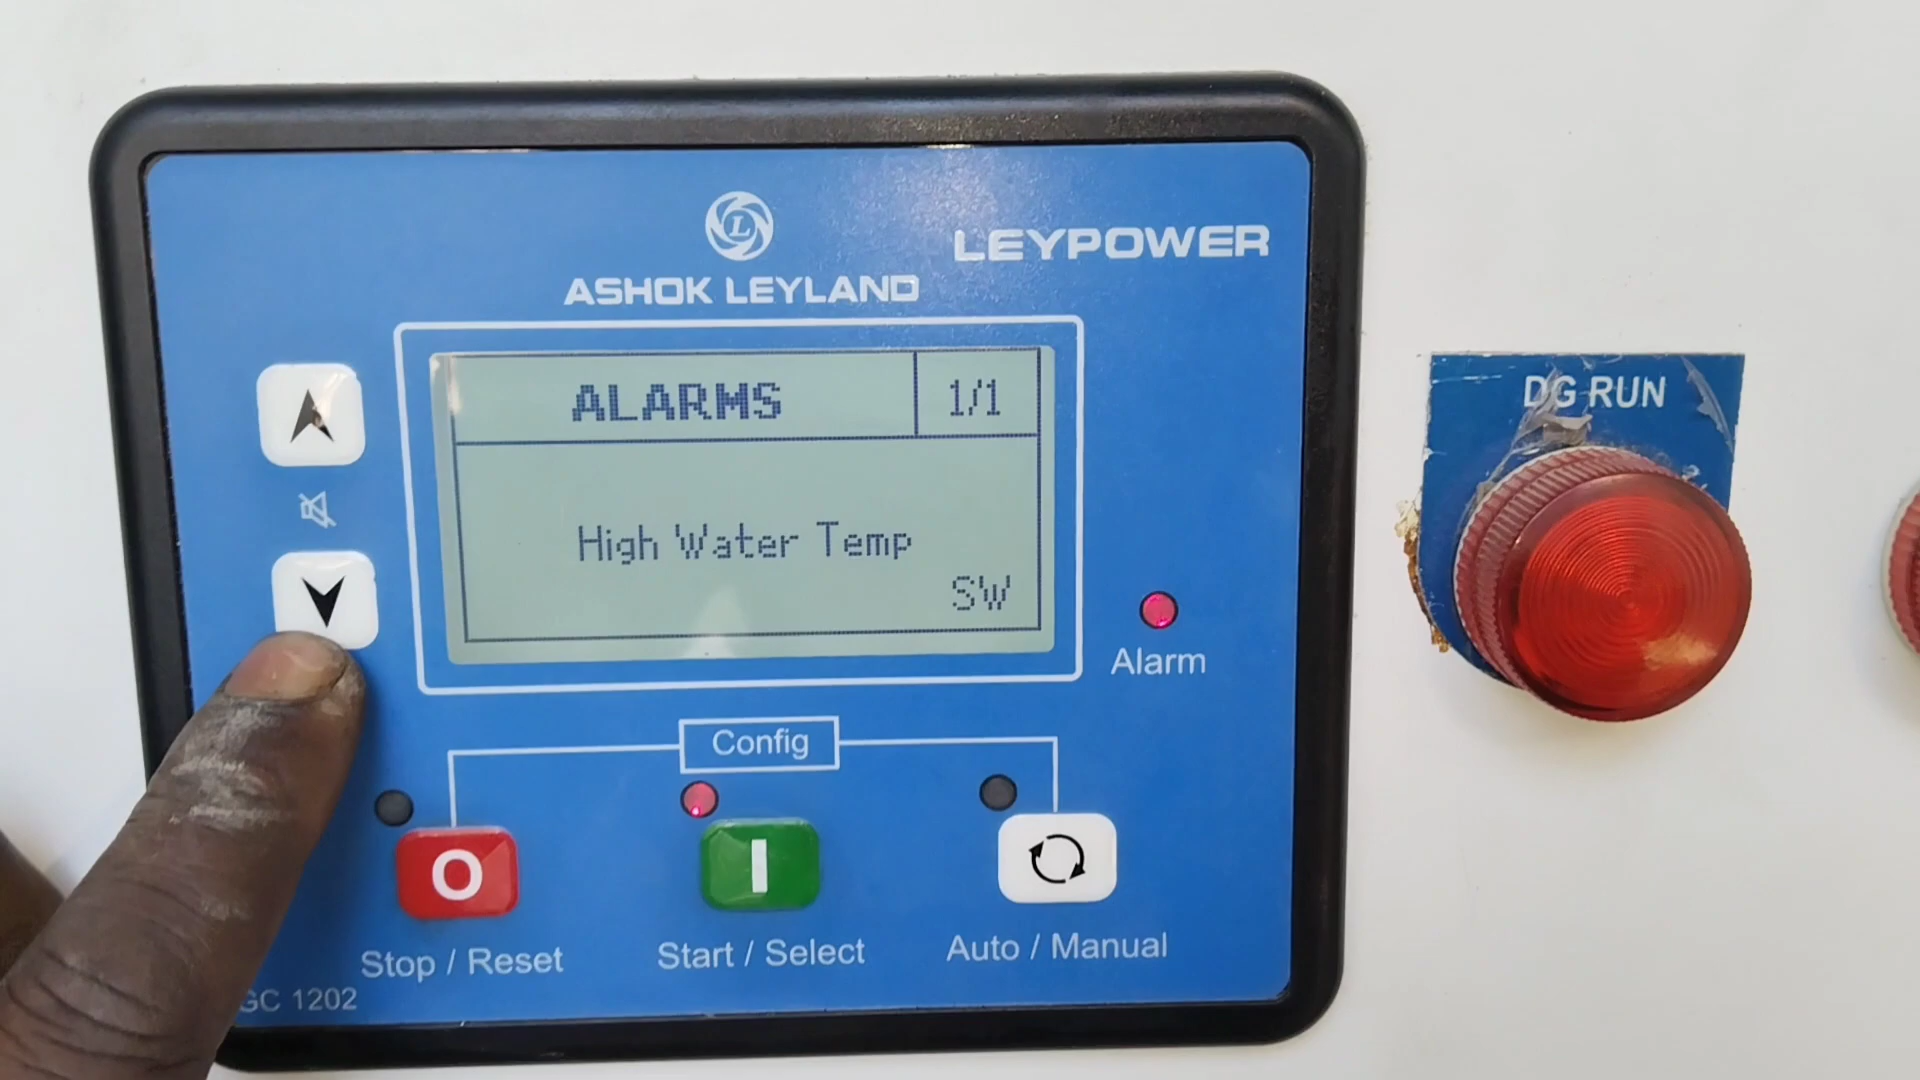 ASHOK LEYLAND
LEYPOWER
ALARMS 1/1
High Water Temp
SW
Alarm
DG RUN
Config
O I
Stop / Reset
Start / Select
Auto / Manual
GC 1202